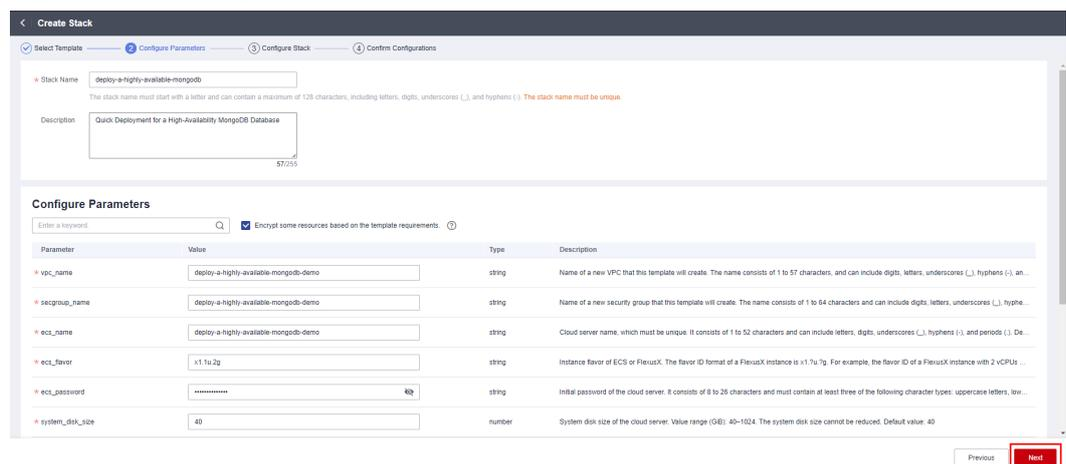 Create Stack
Select Template
2 Configure Parameters
3 Configure Stack
4 Confirm Configurations
* Stack Name deploy-a-highly-available-mongodb
The stack name must start with a letter and can contain a maximum of 128 characters, including letters, digits, underscores (_), and hyphens (-). The stack name must be unique.
Description Quick Deployment for a High-Availability MongoDB Database
57/255
Configure Parameters
Enter a keyword. Encrypt some resources based on the template requirements. ?
Parameter Value Type Description
* vpc_name deploy-a-highly-available-mongodb-demo string Name of a new VPC that this template will create. The name consists of 1 to 57 characters, and can include digits, letters, underscores (_), hyphens (-), an...
* secgroup_name deploy-a-highly-available-mongodb-demo string Name of a new security group that this template will create. The name consists of 1 to 64 characters and can include digits, letters, underscores (_), hyphe...
* ecs_name deploy-a-highly-available-mongodb-demo string Cloud server name, which must be unique. It consists of 1 to 52 characters and can include letters, digits, underscores (_), hyphens (-), and periods (.). De...
* ecs_flavor x1.1u.2g string Instance flavor of ECS or FlexusX. The flavor ID format of a FlexusX instance is x1.?u.?g. For example, the flavor ID of a FlexusX instance with 2 vCPUs ...
* ecs_password •••••••••••••• string Initial password of the cloud server. It consists of 8 to 26 characters and must contain at least three of the following character types: uppercase letters, low...
* system_disk_size 40 number System disk size of the cloud server. Value range (GiB): 40–1024. The system disk size cannot be reduced. Default value: 40
Previous Next